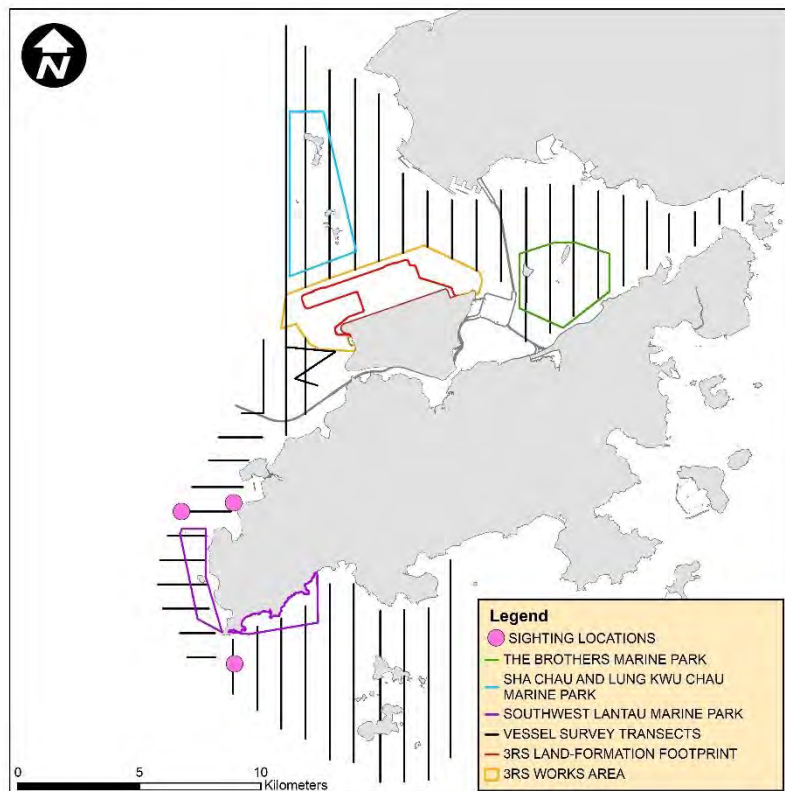 N
Legend
SIGHTING LOCATIONS
THE BROTHERS MARINE PARK
SHA CHAU AND LUNG KWU CHAU
MARINE PARK
SOUTHWEST LANTAU MARINE PARK
VESSEL SURVEY TRANSECTS
3RS LAND-FORMATION FOOTPRINT
3RS WORKS AREA
0 5 10
Kilometers